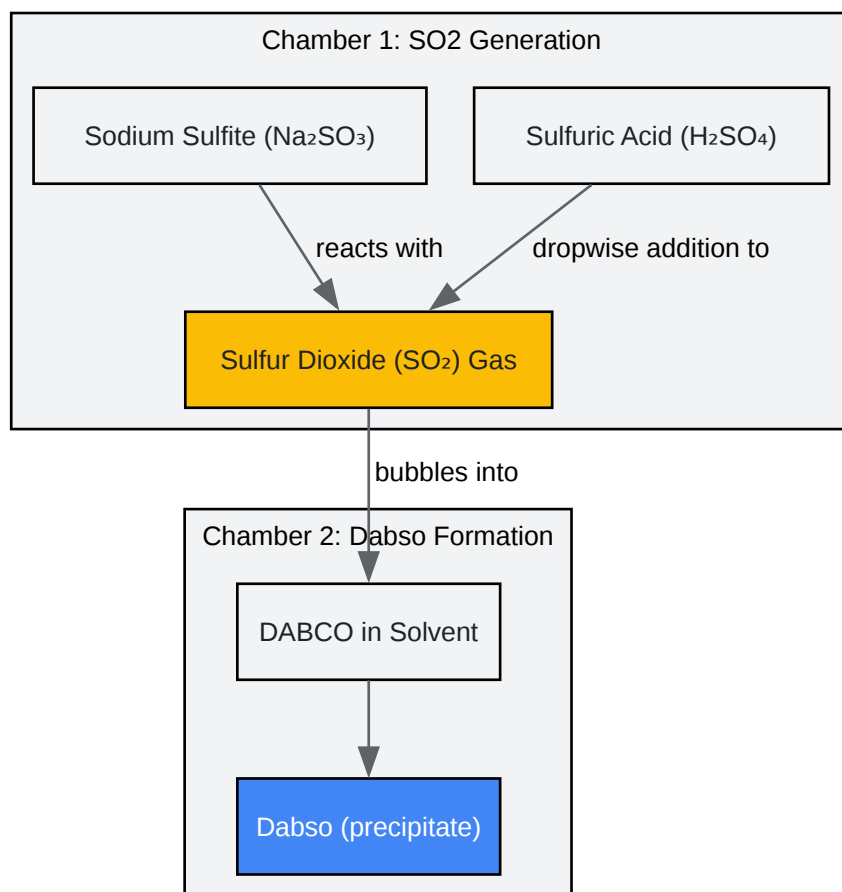 Chamber 1: SO2 Generation
Sodium Sulfite (Na₂SO₃)
Sulfuric Acid (H₂SO₄)
reacts with
dropwise addition to
Sulfur Dioxide (SO₂) Gas
bubbles into
Chamber 2: Dabso Formation
DABCO in Solvent
Dabso (precipitate)